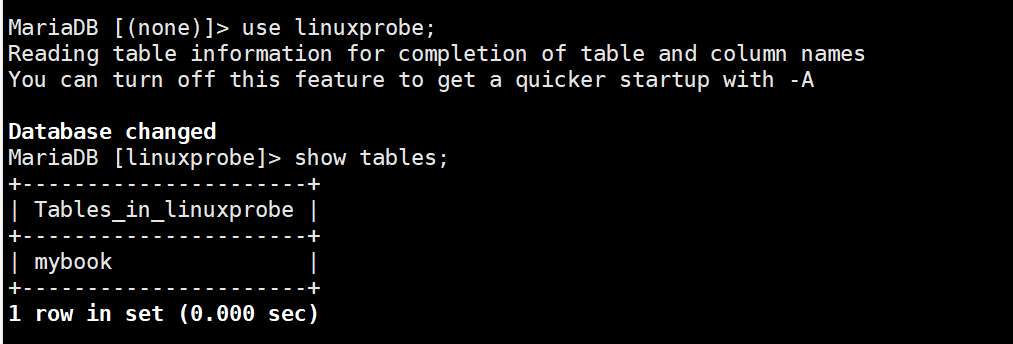 MariaDB [(none)]> use linuxprobe;
Reading table information for completion of table and column names
You can turn off this feature to get a quicker startup with -A
Database changed
MariaDB [linuxprobe]> show tables;
+----------------------+
| Tables_in_linuxprobe |
+----------------------+
| mybook               |
+----------------------+
1 row in set (0.000 sec)